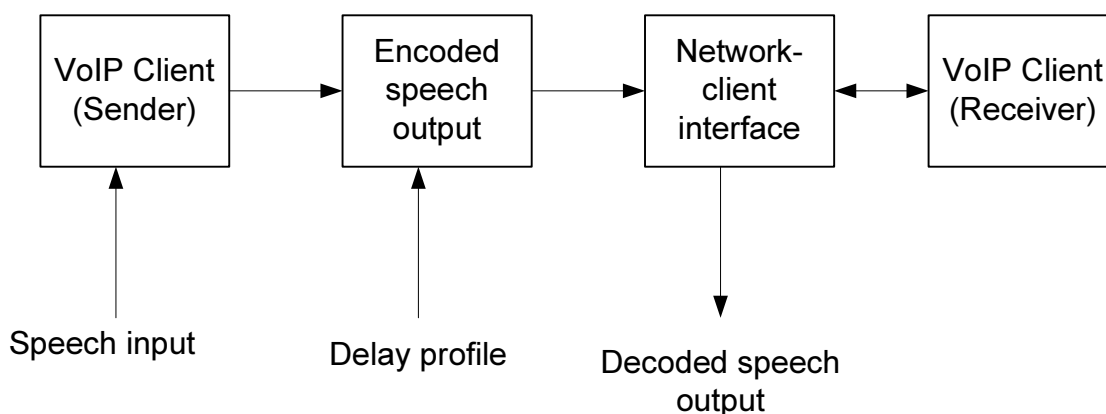 VoIP Client
(Sender)
Encoded
speech
output
Network-
client
interface
VoIP Client
(Receiver)
Speech input
Delay profile
Decoded speech
output